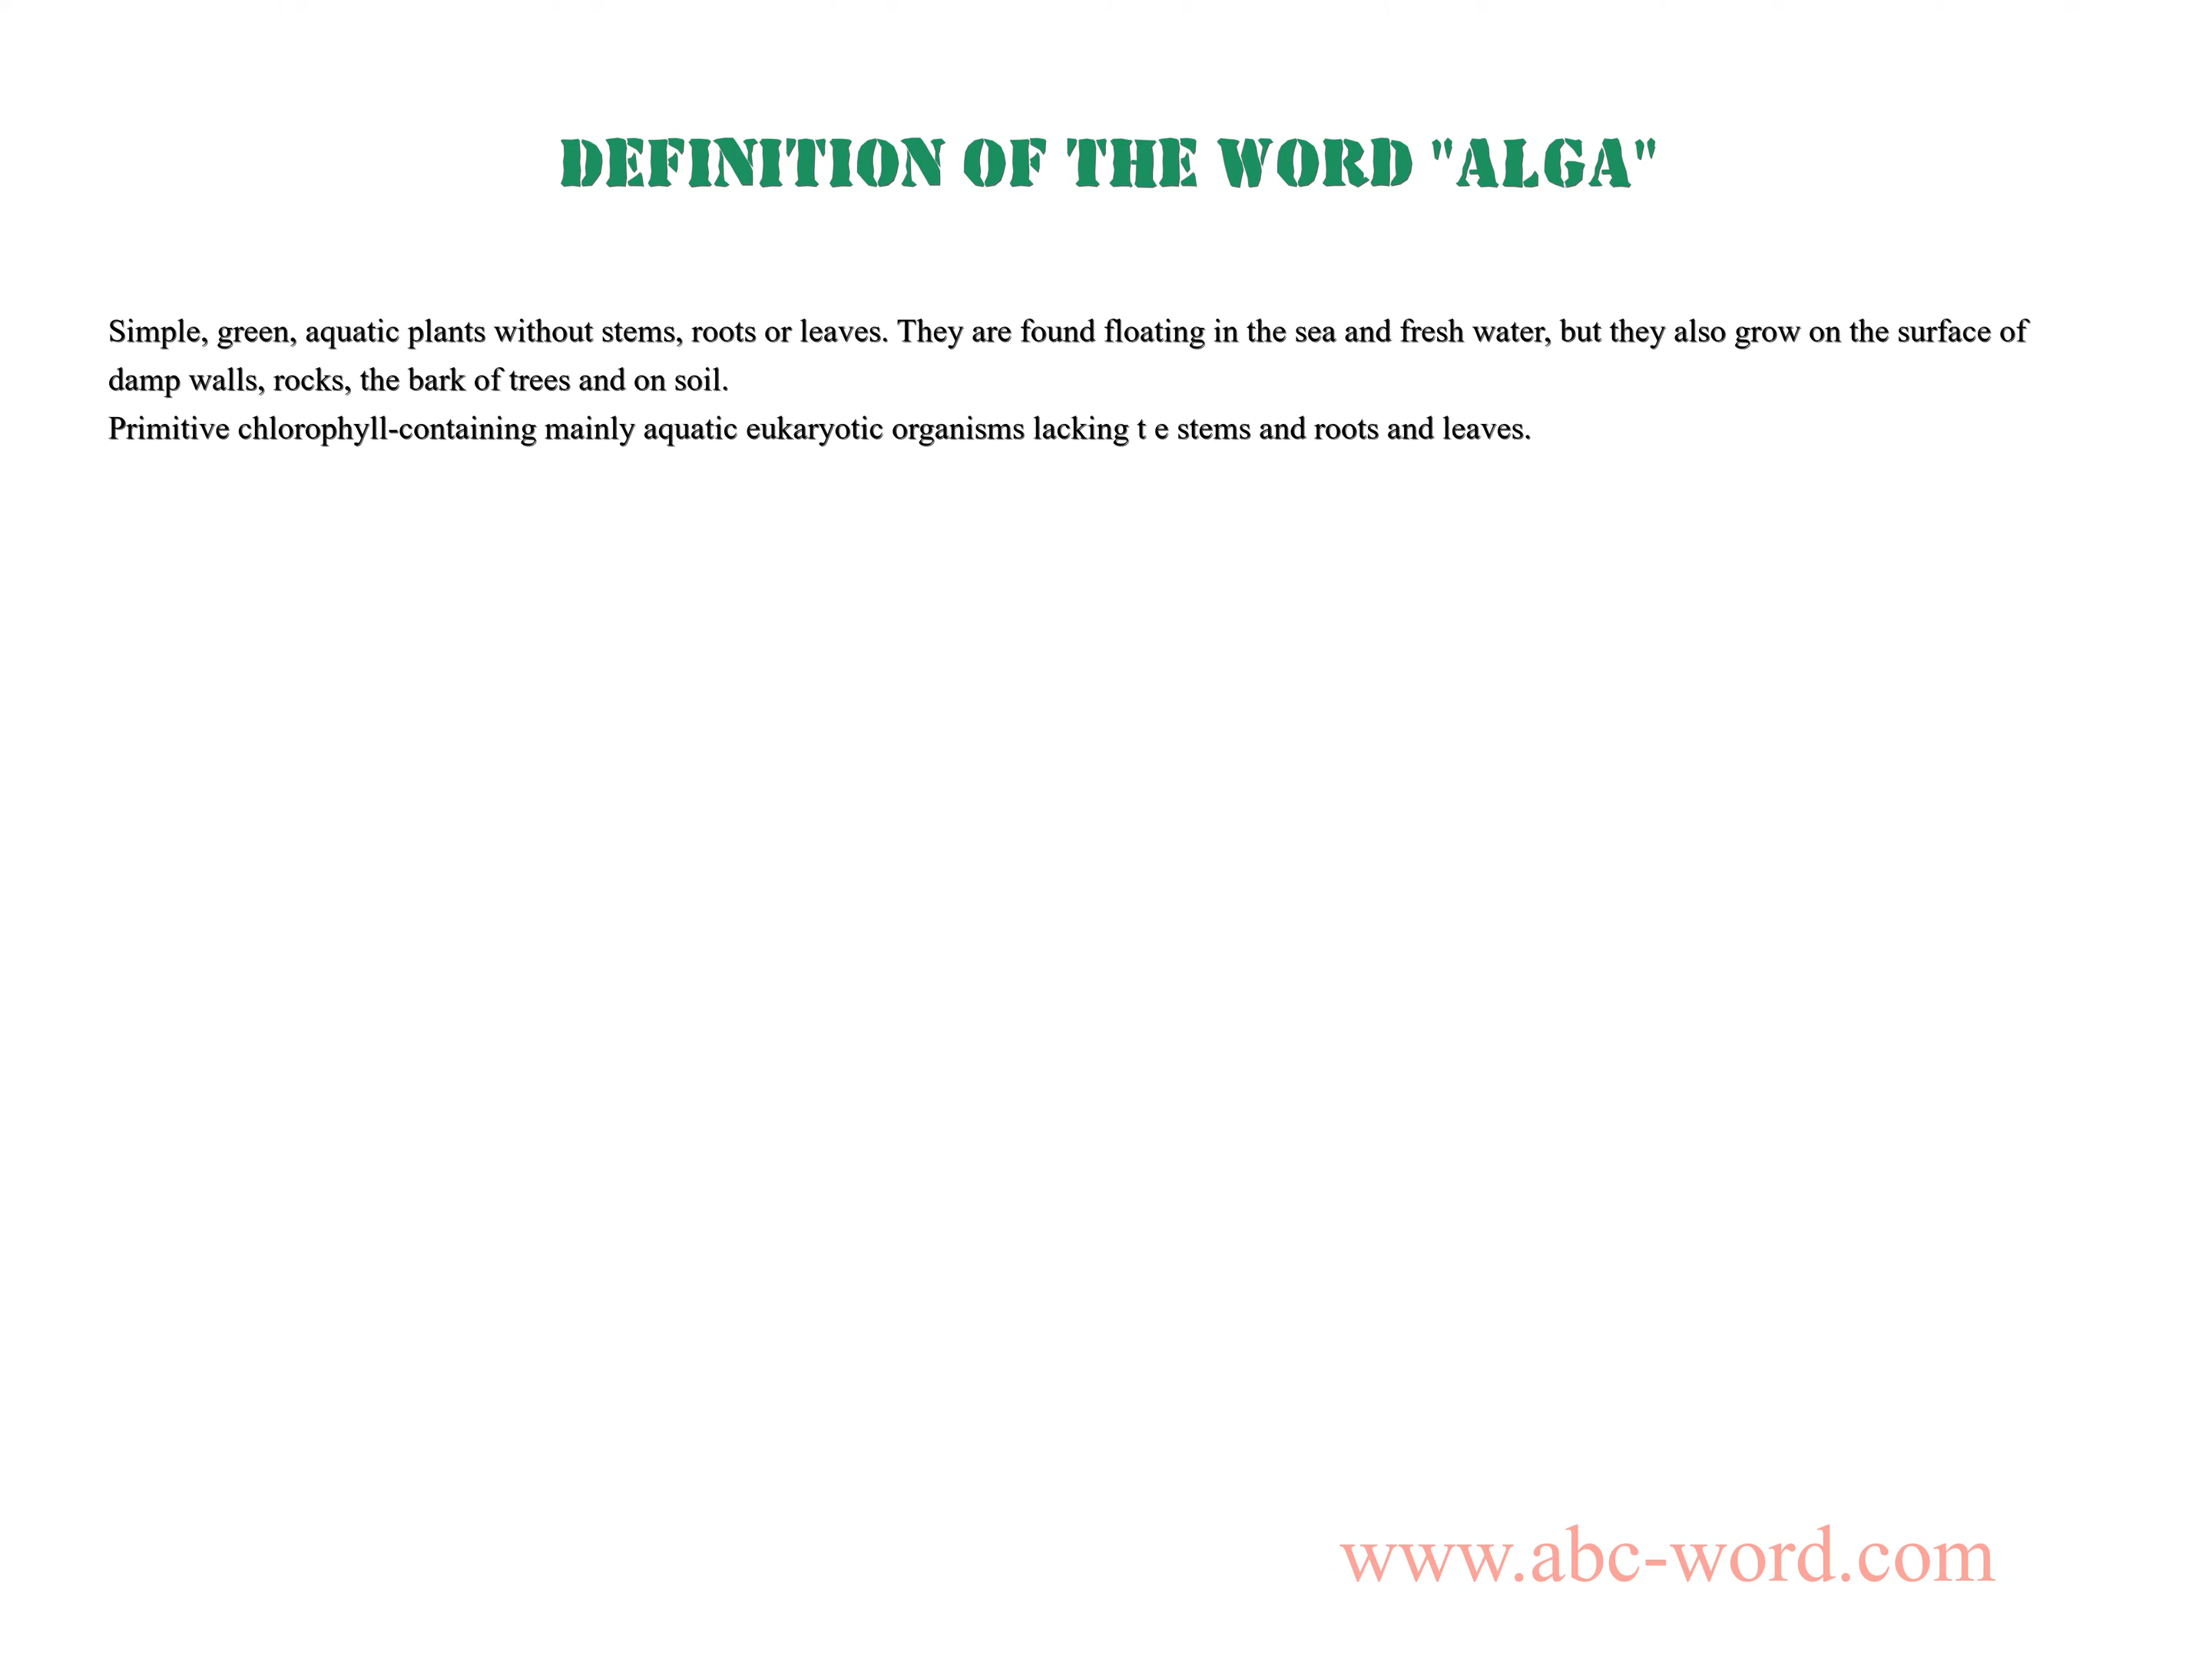 DEFINITION OF THE WORD "ALGA"
Simple, green, aquatic plants without stems, roots or leaves. They are found floating in the sea and fresh water, but they also grow on the surface of
damp walls, rocks, the bark of trees and on soil.
Primitive chlorophyll-containing mainly aquatic eukaryotic organisms lacking t e stems and roots and leaves.
www.abc-word.com